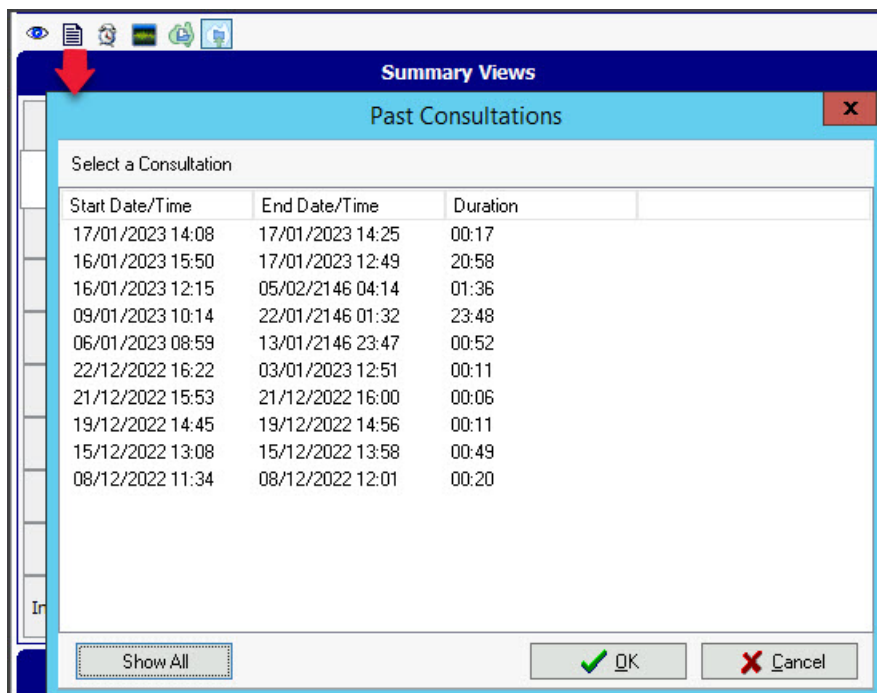 Summary Views
Past Consultations
x
Select a Consultation
Start Date/Time End Date/Time Duration
17/01/2023 14:08 17/01/2023 14:25 00:17
16/01/2023 15:50 17/01/2023 12:49 20:58
16/01/2023 12:15 05/02/2146 04:14 01:36
09/01/2023 10:14 22/01/2146 01:32 23:48
06/01/2023 08:59 13/01/2146 23:47 00:52
22/12/2022 16:22 03/01/2023 12:51 00:11
21/12/2022 15:53 21/12/2022 16:00 00:06
19/12/2022 14:45 19/12/2022 14:56 00:11
15/12/2022 13:08 15/12/2022 13:58 00:49
08/12/2022 11:34 08/12/2022 12:01 00:20
In
Show All OK Cancel